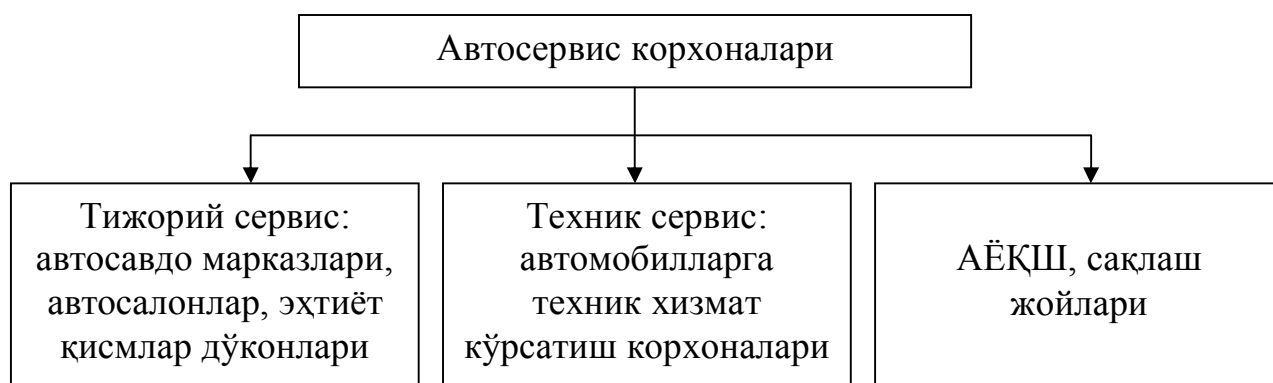 Автосервис корхоналари
Тижорий сервис:
автосавдо марказлари,
автосалонлар, эҳтиёт
қисмлар дўконлари
Техник сервис:
автомобилларга
техник хизмат
кўрсатиш корхоналари
АЁҚШ, сақлаш
жойлари